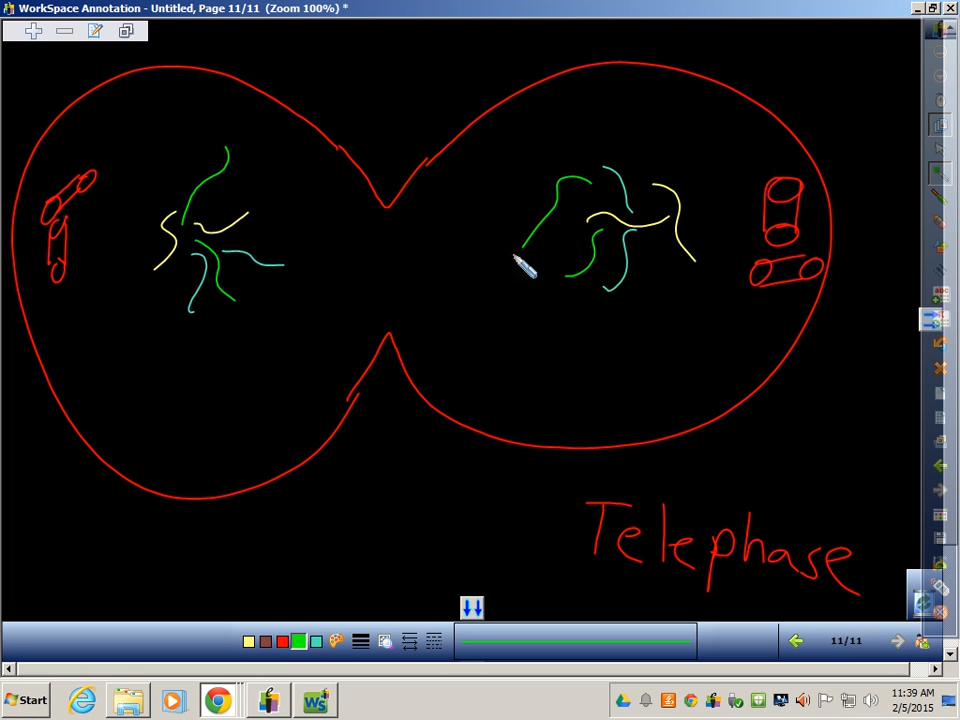 WorkSpace Annotation - Untitled, Page 11/11 (Zoom 100%) *
Telephase
11/11
Start
11:39 AM
2/5/2015